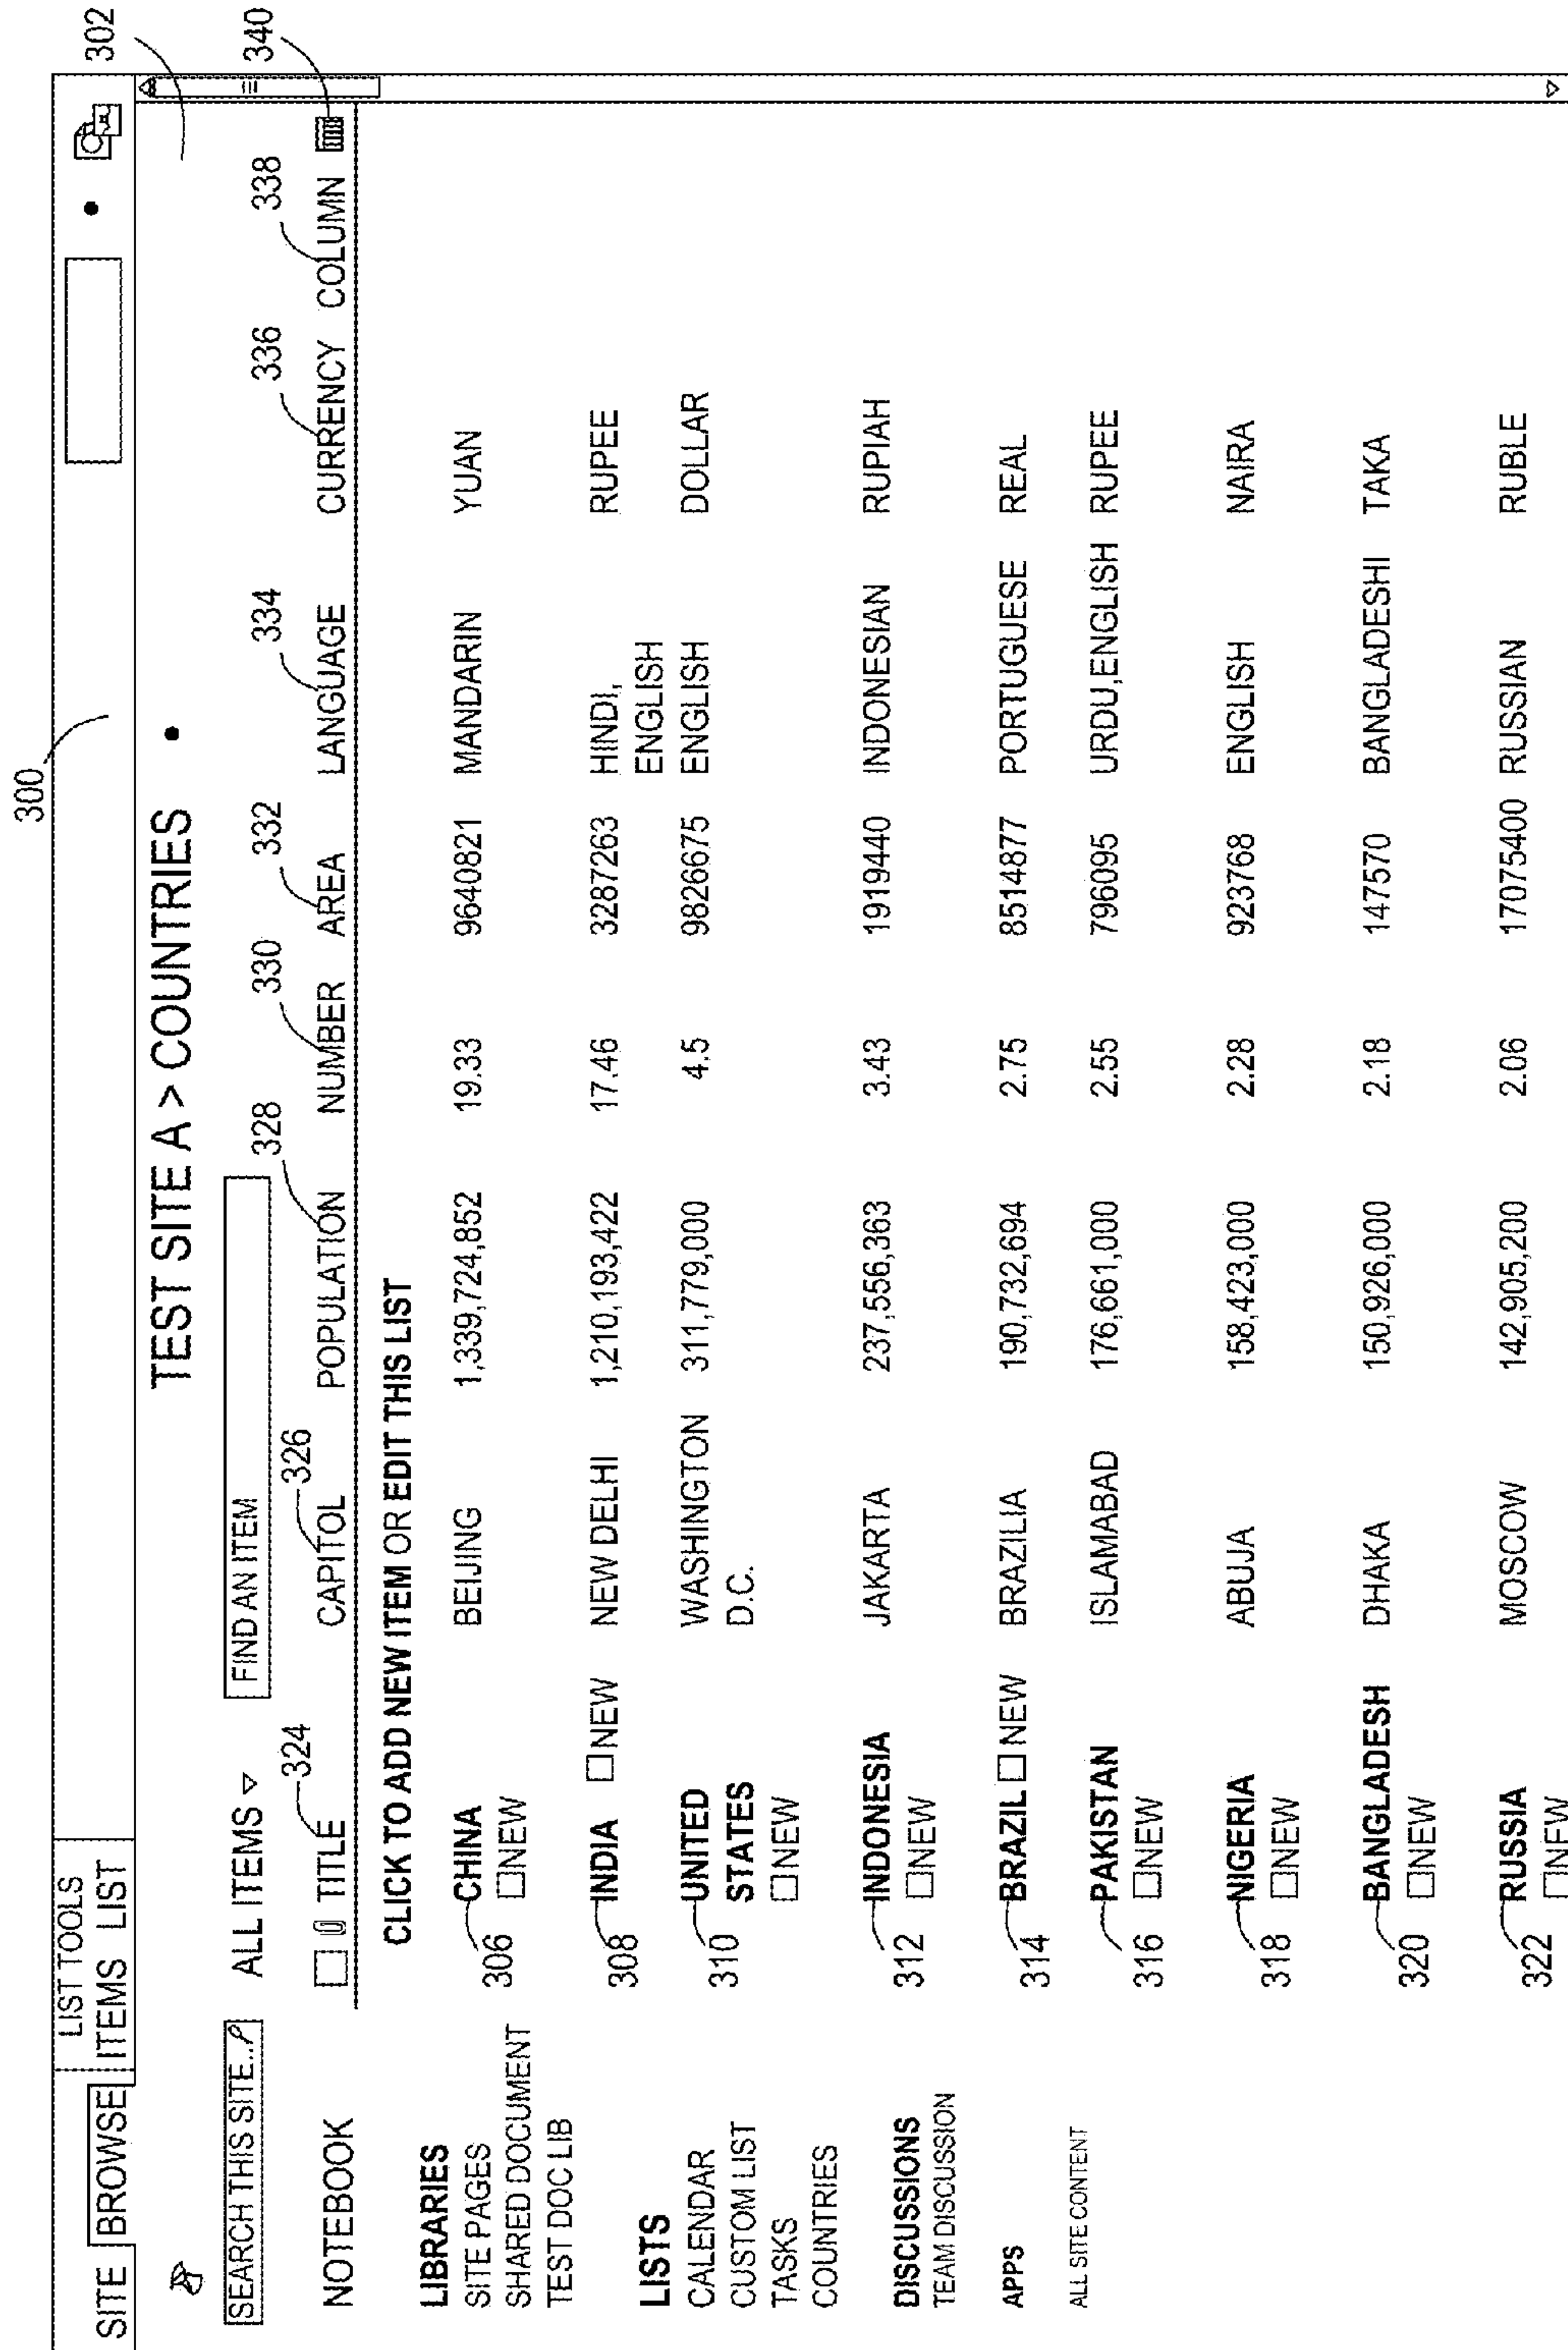 300
302
LIST TOOLS
SITE BROWSE ITEMS LIST
TEST SITE A > COUNTRIES
SEARCH THIS SITE...
ALL ITEMS
FIND AN ITEM
324 326 328 330 332 334 336 338 340
NOTEBOOK
TITLE CAPITOL POPULATION NUMBER AREA LANGUAGE CURRENCY COLUMN
CLICK TO ADD NEW ITEM OR EDIT THIS LIST
LIBRARIES
SITE PAGES
SHARED DOCUMENT
TEST DOC LIB
LISTS
CALENDAR
CUSTOM LIST
TASKS
COUNTRIES
DISCUSSIONS
TEAM DISCUSSION
APPS
ALL SITE CONTENT
306 CHINA BEIJING 1,339,724,852 19.33 9640821 MANDARIN YUAN
NEW
308 INDIA NEW NEW DELHI 1,210,193,422 17.46 3287263 HINDI, RUPEE
ENGLISH
310 UNITED WASHINGTON 311,779,000 4.5 9826675 ENGLISH DOLLAR
STATES D.C.
NEW
312 INDONESIA JAKARTA 237,556,363 3.43 1919440 INDONESIAN RUPIAH
NEW
314 BRAZIL NEW BRAZILIA 190,732,694 2.75 8514877 PORTUGUESE REAL
316 PAKISTAN ISLAMABAD 176,661,000 2.55 796095 URDU,ENGLISH RUPEE
NEW
318 NIGERIA ABUJA 158,423,000 2.28 923768 ENGLISH NAIRA
NEW
320 BANGLADESH DHAKA 150,926,000 2.18 147570 BANGLADESHI TAKA
NEW
322 RUSSIA MOSCOW 142,905,200 2.06 17075400 RUSSIAN RUBLE
NEW